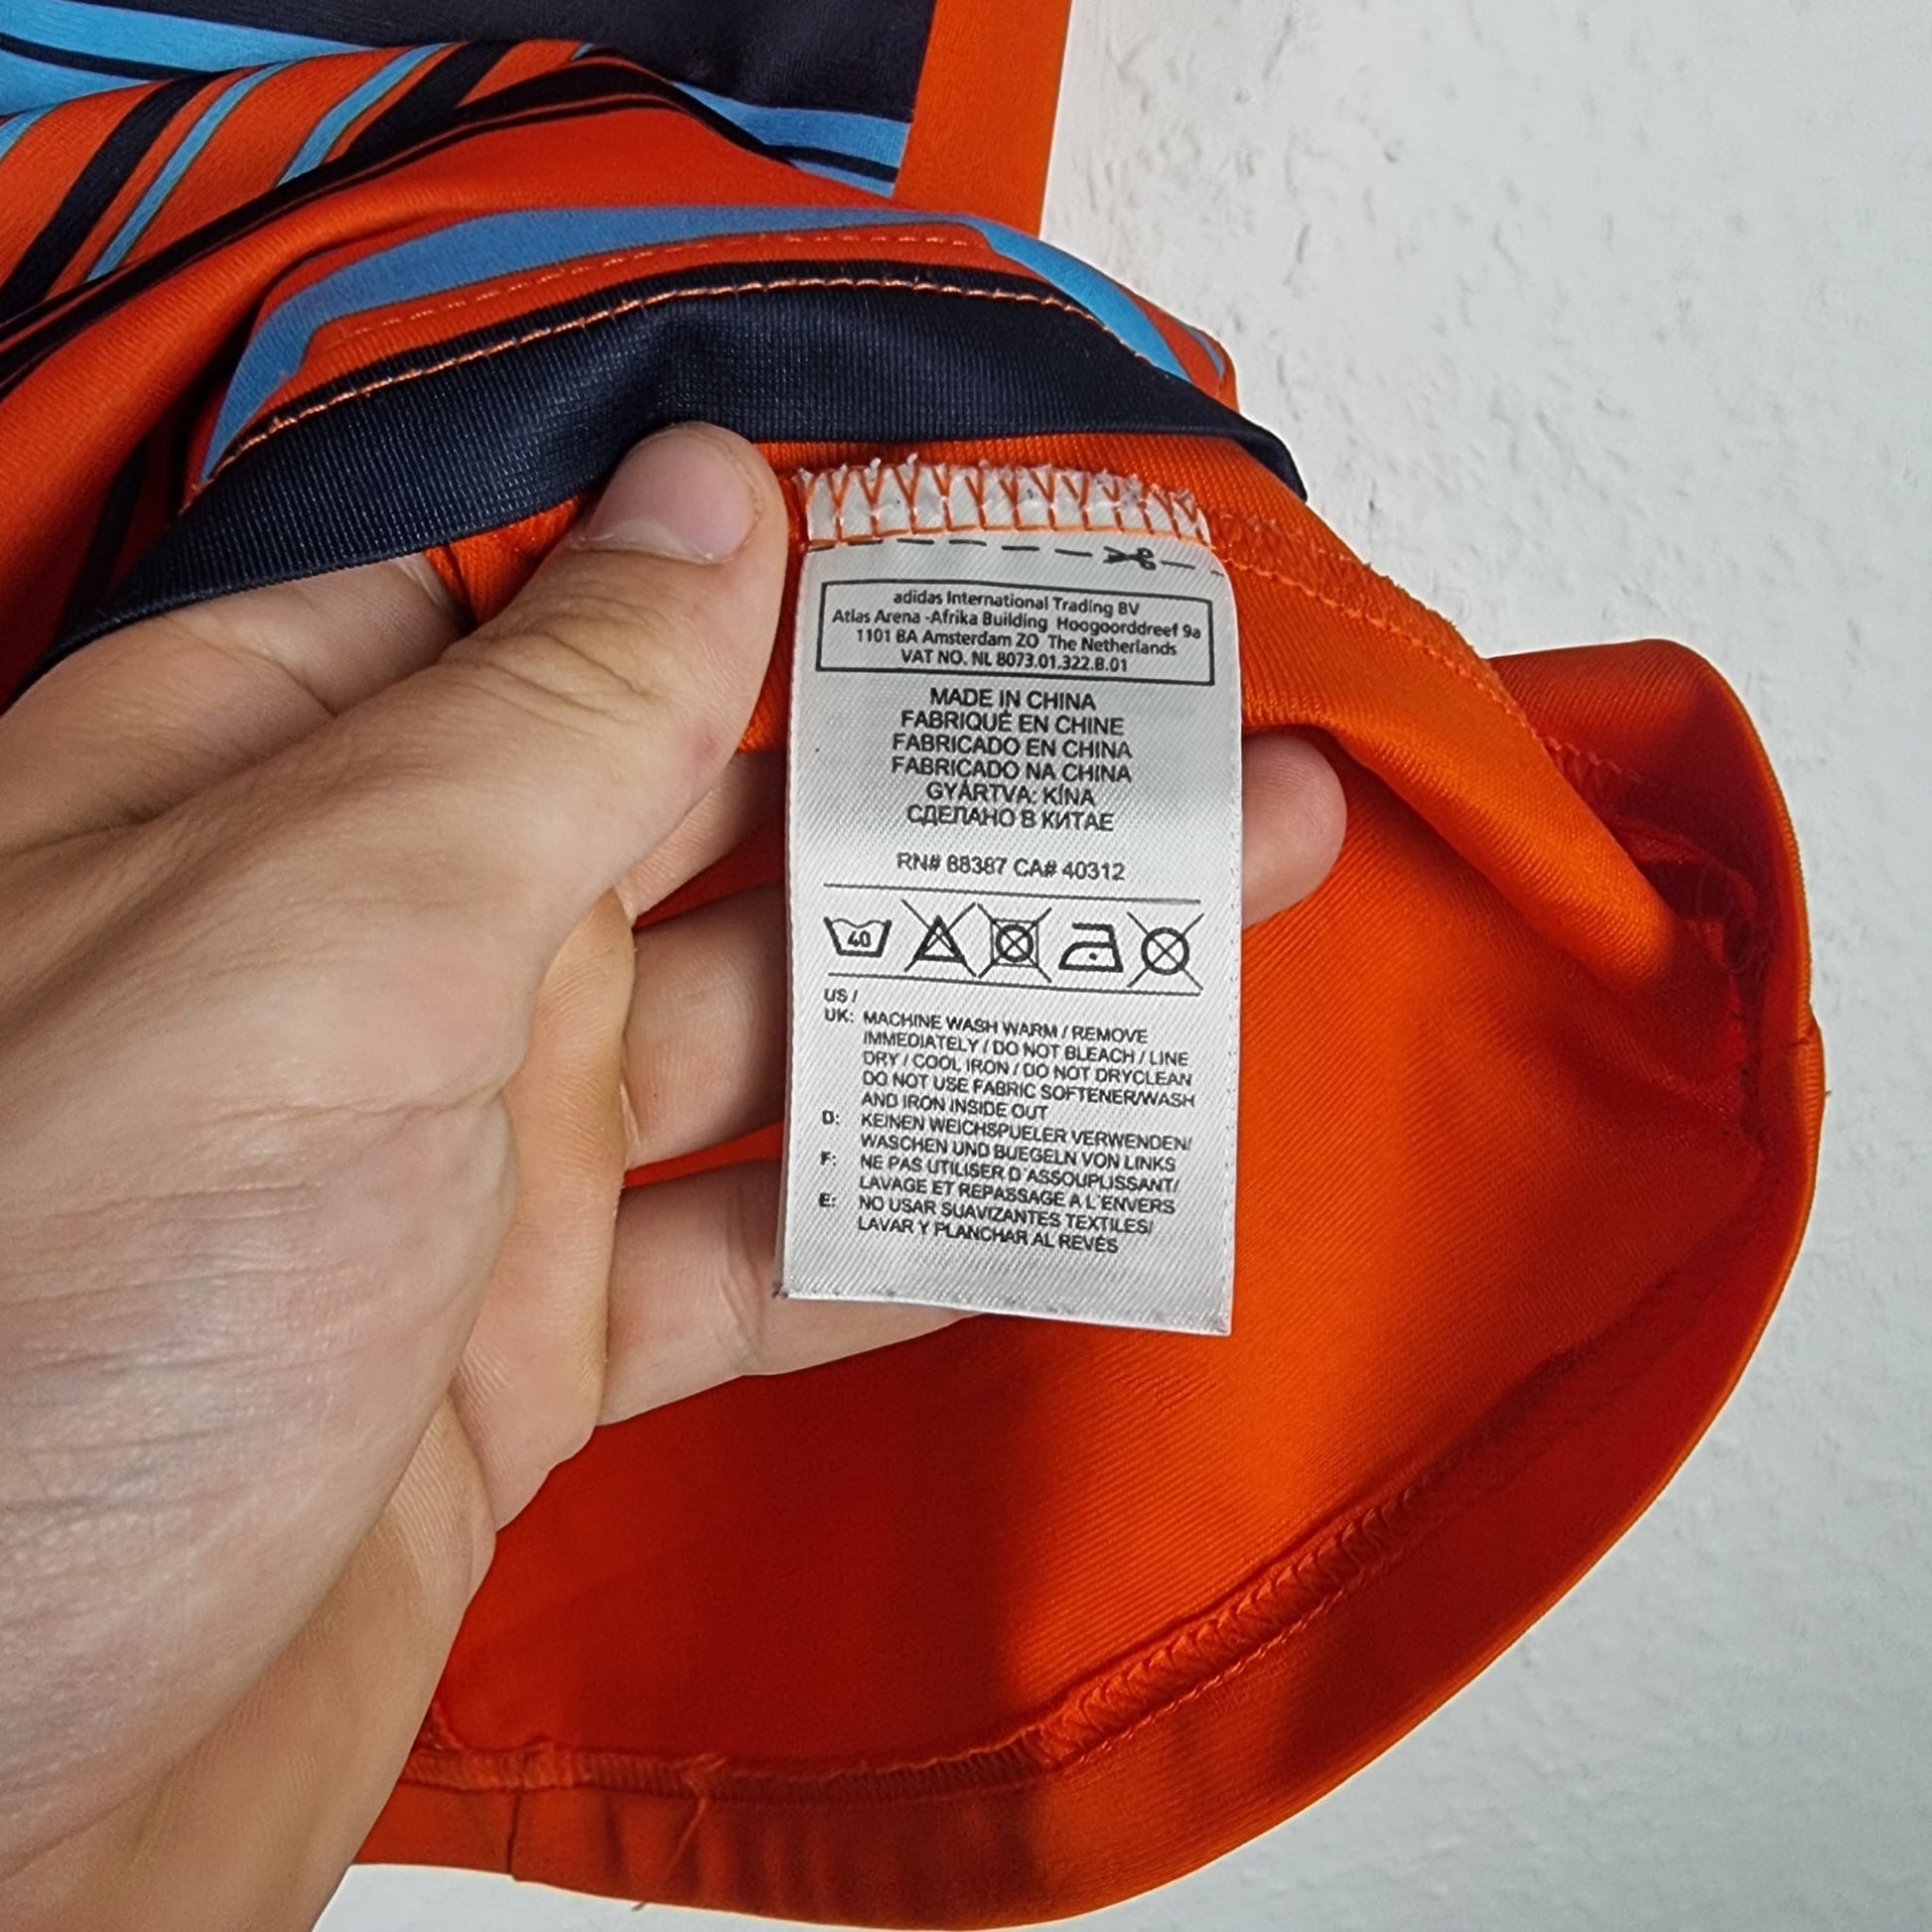 adidas International Trading BV
Atlas Arena -Afrika Building Hoogoorddreef 9a
1101 BA Amsterdam ZO The Netherlands
VAT NO. NL 8073.01.322.B.01
MADE IN CHINA
FABRIQUÉ EN CHINE
FABRICADO EN CHINA
FABRICADO NA CHINA
GYÁRTVA: KÍNA
СДЕЛАНО В КИТАЕ
RN# 88387 CA# 40312
40
US /
UK: MACHINE WASH WARM / REMOVE
IMMEDIATELY / DO NOT BLEACH / LINE
DRY / COOL IRON / DO NOT DRYCLEAN
DO NOT USE FABRIC SOFTENER/WASH
AND IRON INSIDE OUT
D: KEINEN WEICHSPUELER VERWENDEN/
WASCHEN UND BUEGELN VON LINKS
F: NE PAS UTILISER D'ASSOUPLISSANT/
LAVAGE ET REPASSAGE A L'ENVERS
E: NO USAR SUAVIZANTES TEXTILES/
LAVAR Y PLANCHAR AL REVÉS